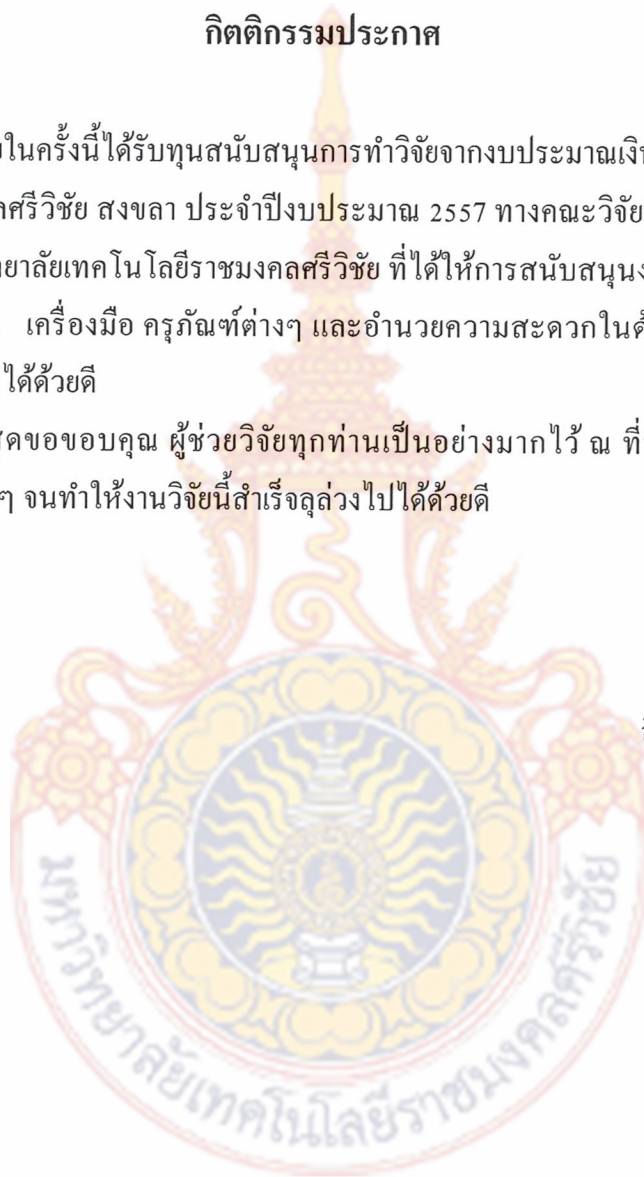 กิตติกรรมประกาศ
ในครั้งนี้ได้รับทุนสนับสนุนการทำวิจัยจากงบประมาณเงิน
ศรีวิชัย สงขลา ประจำปีงบประมาณ 2557 ทางคณะวิจัย
ยาลัยเทคโนโลยีราชมงคลศรีวิชัย ที่ได้ให้การสนับสนุน
เครื่องมือ ครุภัณฑ์ต่างๆ และอำนวยความสะดวกใน
ได้ด้วยดี
สุดขอขอบคุณ ผู้ช่วยวิจัยทุกท่านเป็นอย่างมากไว้ ณ ที่
ๆ จนทำให้งานวิจัยนี้สำเร็จลุล่วงไปได้ด้วยดี
มหาวิทยาลัยเทคโนโลยีราชมงคลศรีวิชัย